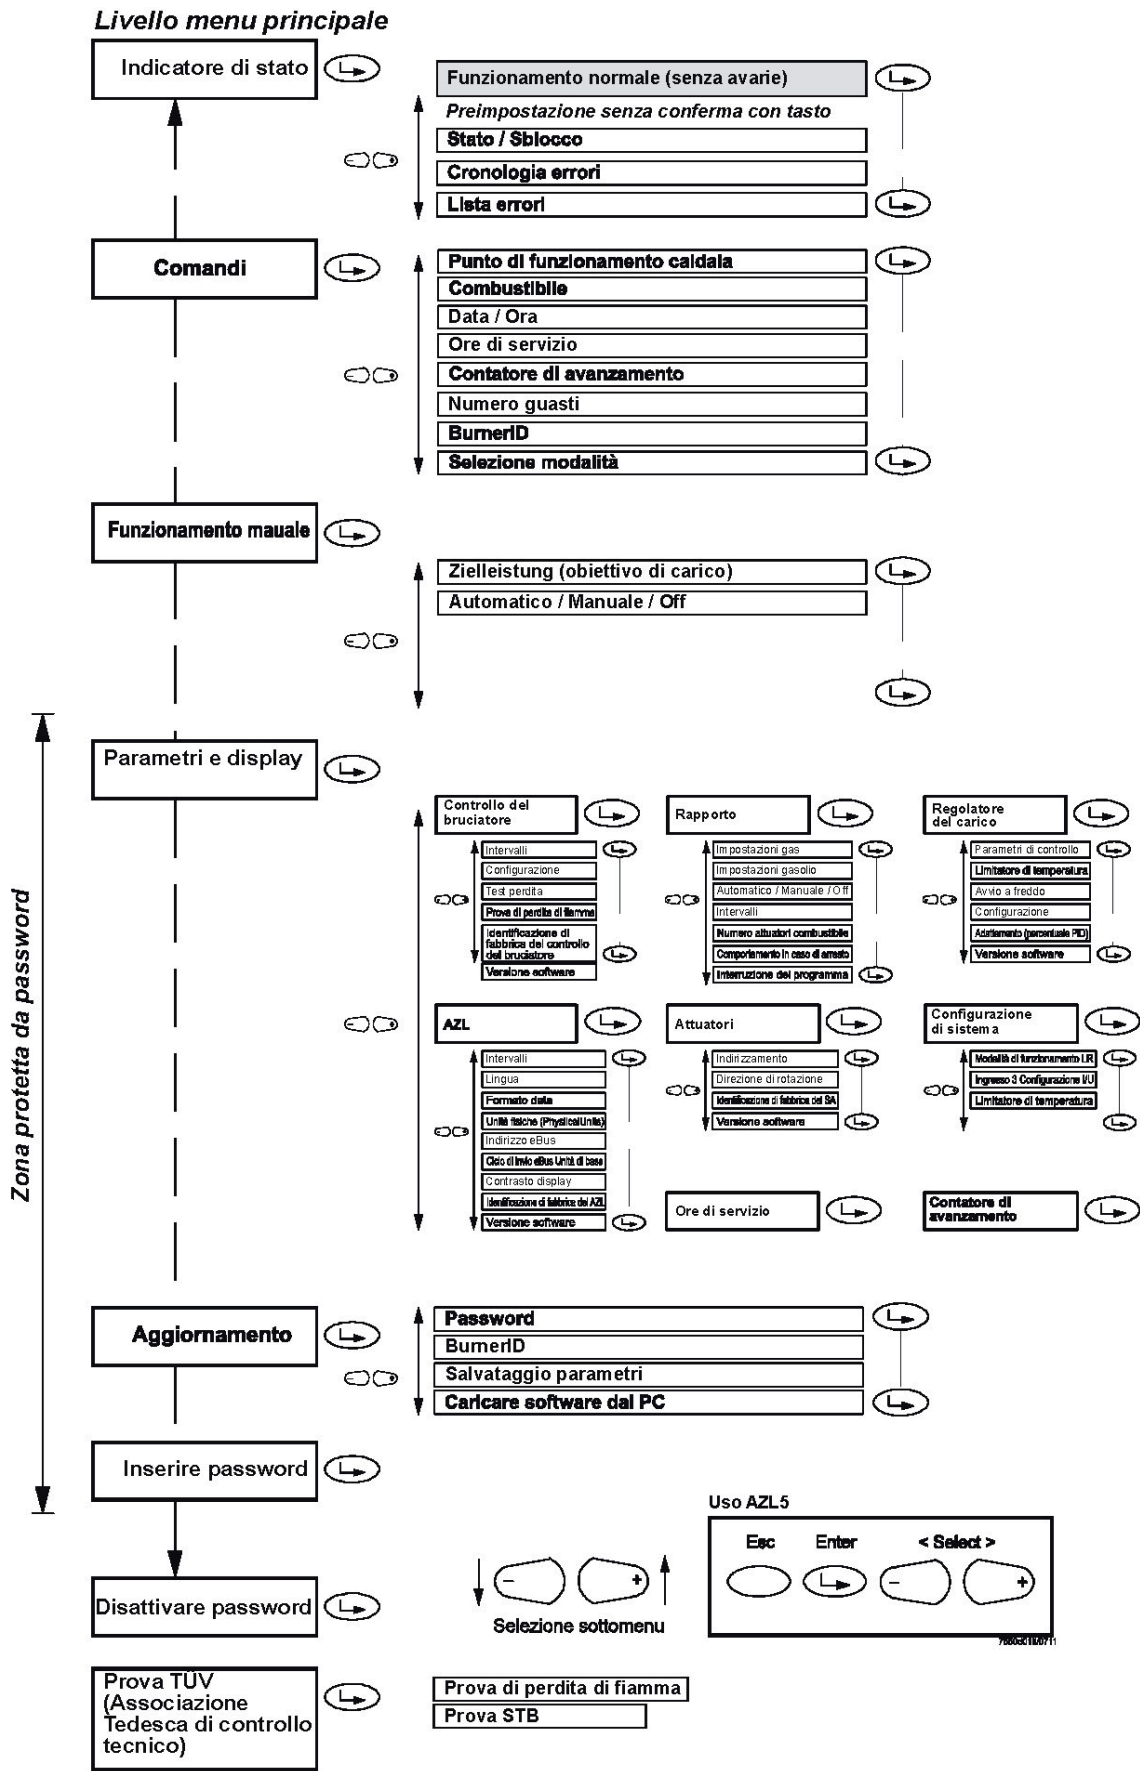 Livello menu principale
Indicatore di stato
Funzionamento normale (senza avarie)
Preimpostazione senza conferma con tasto
Stato / Sblocco
Cronologia errori
Lista errori
Comandi
Punto di funzionamento caldaia
Combustibile
Data / Ora
Ore di servizio
Contatore di avanzamento
Numero guasti
BurnerID
Selezione modalità
Funzionamento mauale
Zielleistung (obiettivo di carico)
Automatico / Manuale / Off
Zona protetta da password
Parametri e display
Controllo del
bruciatore
Intervalli
Configurazione
Test perdita
Prova di perdita di fiamma
Identificazione di
fabbrica del controllo
del bruciatore
Versione software
Rapporto
Impostazioni gas
Impostazioni gasolio
Automatico / Manuale / Off
Intervalli
Numero attuatori combustibile
Comportamento in caso di arresto
Interruzione del programma
Regolatore
del carico
Parametri di controllo
Limitatore di temperatura
Avvio a freddo
Configurazione
Adattamento (percentuale PID)
Versione software
AZL
Intervalli
Lingua
Formato data
Unità fisiche (PhysicalUnits)
Indirizzo eBus
Ciclo di invio eBus Unità di base
Contrasto display
Identificazione di fabbrica del AZL
Versione software
Attuatori
Indirizzamento
Direzione di rotazione
Identificazione di fabbrica del SA
Versione software
Configurazione
di sistema
Modalità di funzionamento LR
Ingresso 3 Configurazione I/U
Limitatore di temperatura
Ore di servizio
Contatore di
avanzamento
Aggiornamento
Password
BurnerID
Salvataggio parametri
Caricare software dal PC
Inserire password
Disattivare password
- +
Selezione sottomenu
Uso AZL5
Esc Enter < Select >
- +
Prova TÜV
(Associazione
Tedesca di controllo
tecnico)
Prova di perdita di fiamma
Prova STB